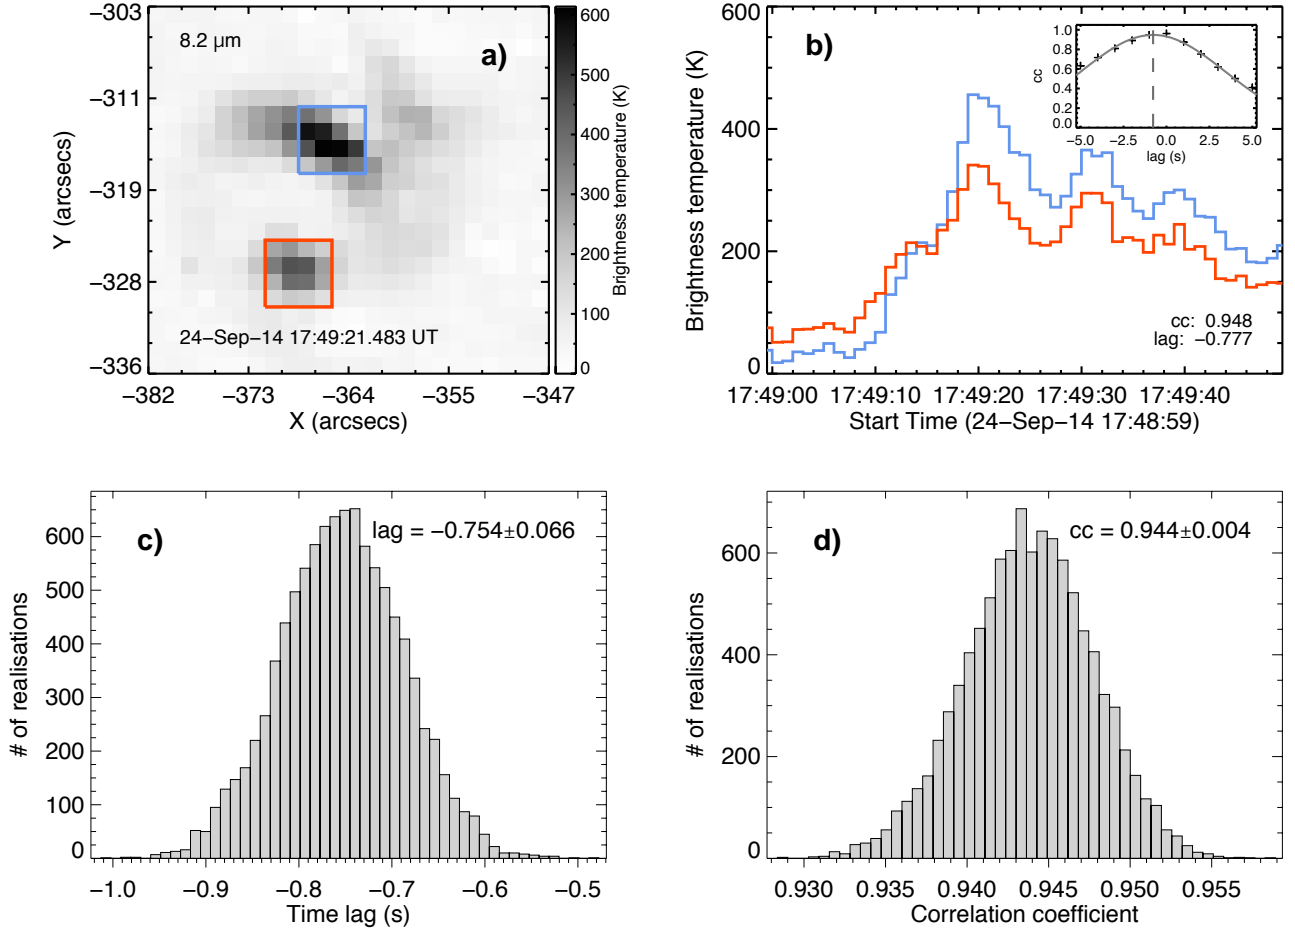 8.2 µm
a)
24−Sep−14 17:49:21.483 UT
−303
−311
−319
−328
−336
Y (arcsecs)
−382 −373 −364 −355 −347
X (arcsecs)
600
500
400
300
200
100
0
Brightness temperature (K)
b)
600
400
200
0
Brightness temperature (K)
1.0
0.8
0.6
0.4
0.2
0.0
cc
−5.0 −2.5 0.0 2.5 5.0
lag (s)
cc: 0.948
lag: −0.777
17:49:00 17:49:10 17:49:20 17:49:30 17:49:40
Start Time (24−Sep−14 17:48:59)
c)
lag = −0.754±0.066
600
500
400
300
200
100
0
# of realisations
−1.0 −0.9 −0.8 −0.7 −0.6 −0.5
Time lag (s)
d)
cc = 0.944±0.004
600
400
200
0
# of realisations
0.930 0.935 0.940 0.945 0.950 0.955
Correlation coefficient